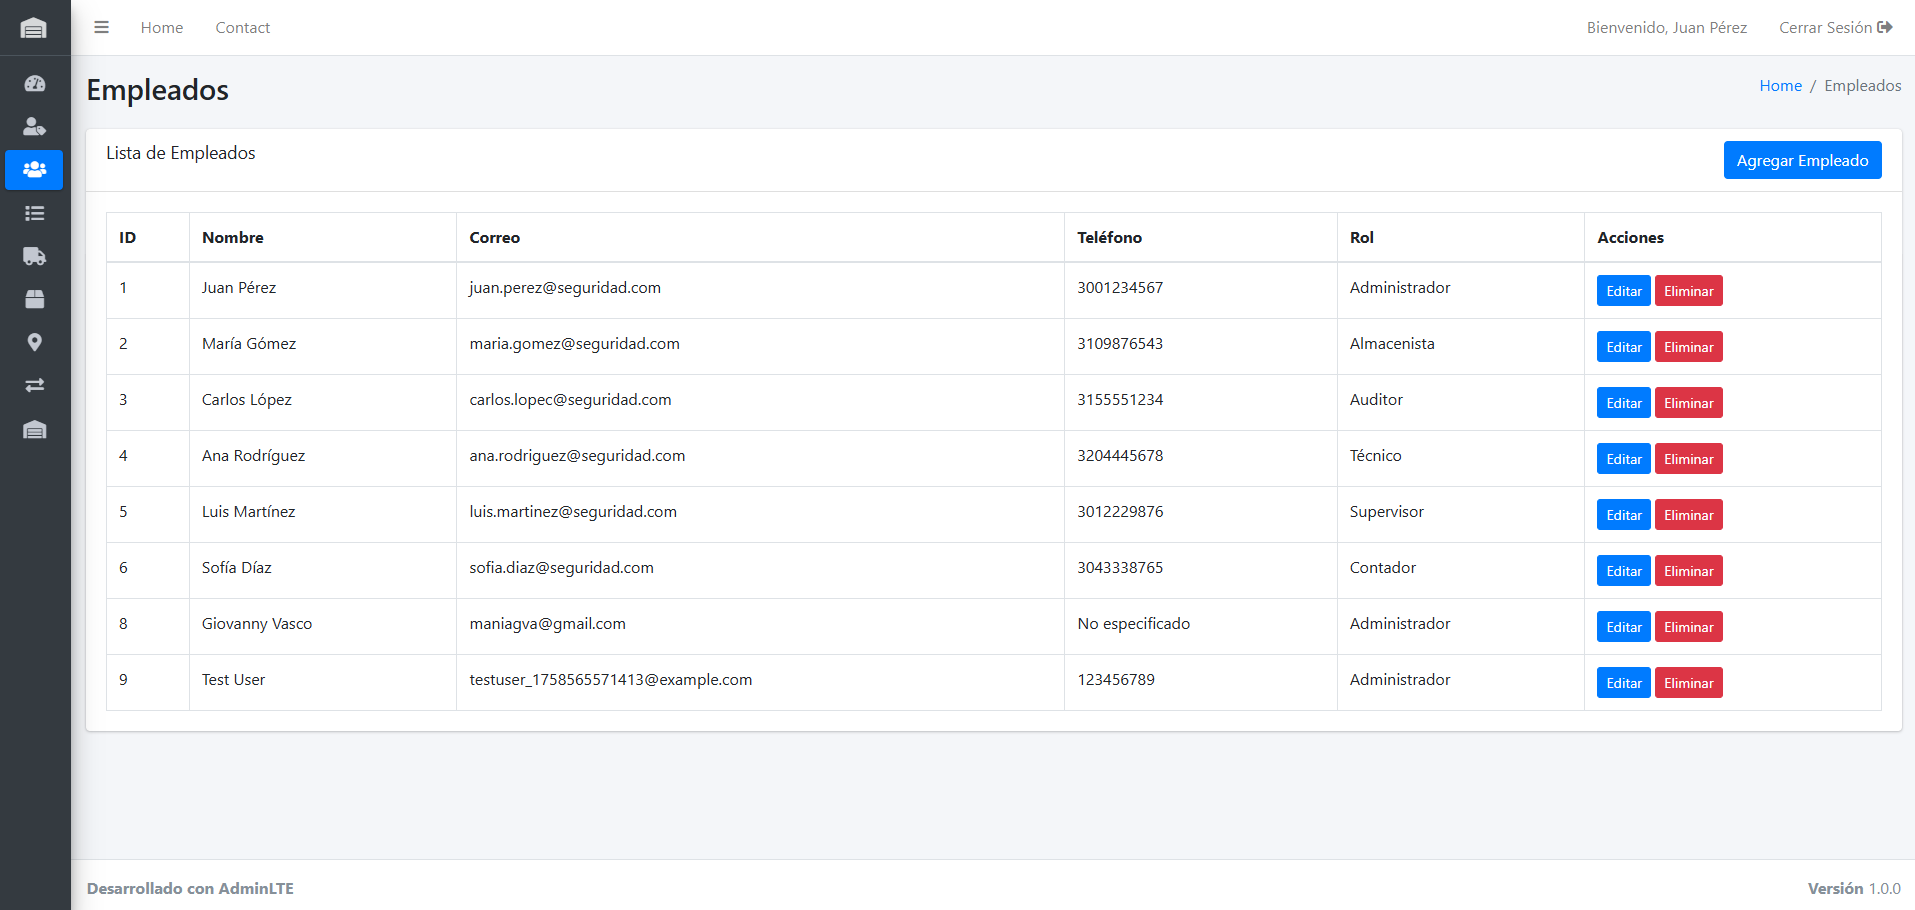 Home Contact Bienvenido, Juan Pérez Cerrar Sesión
Empleados Home / Empleados
Lista de Empleados Agregar Empleado
ID Nombre Correo Teléfono Rol Acciones
1 Juan Pérez juan.perez@seguridad.com 3001234567 Administrador Editar Eliminar
2 María Gómez maria.gomez@seguridad.com 3109876543 Almacenista Editar Eliminar
3 Carlos López carlos.lopec@seguridad.com 3155551234 Auditor Editar Eliminar
4 Ana Rodríguez ana.rodriguez@seguridad.com 3204445678 Técnico Editar Eliminar
5 Luis Martínez luis.martinez@seguridad.com 3012229876 Supervisor Editar Eliminar
6 Sofía Díaz sofia.diaz@seguridad.com 3043338765 Contador Editar Eliminar
8 Giovanny Vasco maniagva@gmail.com No especificado Administrador Editar Eliminar
9 Test User testuser_1758565571413@example.com 123456789 Administrador Editar Eliminar
Desarrollado con AdminLTE Versión 1.0.0